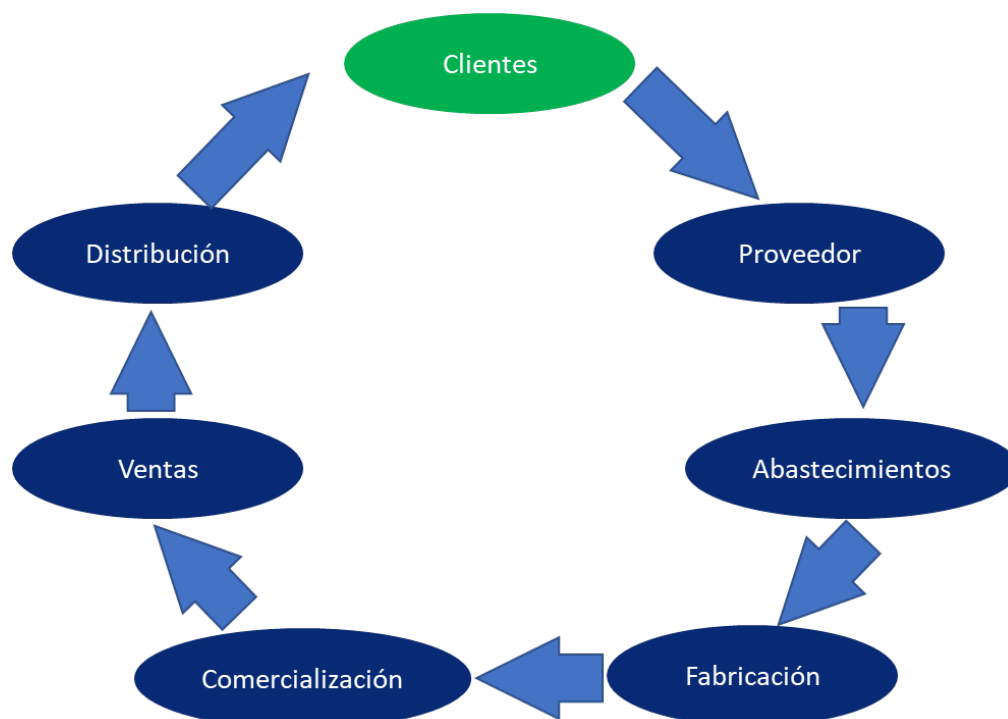 Clientes
Proveedor
Abastecimientos
Fabricación
Comercialización
Ventas
Distribución